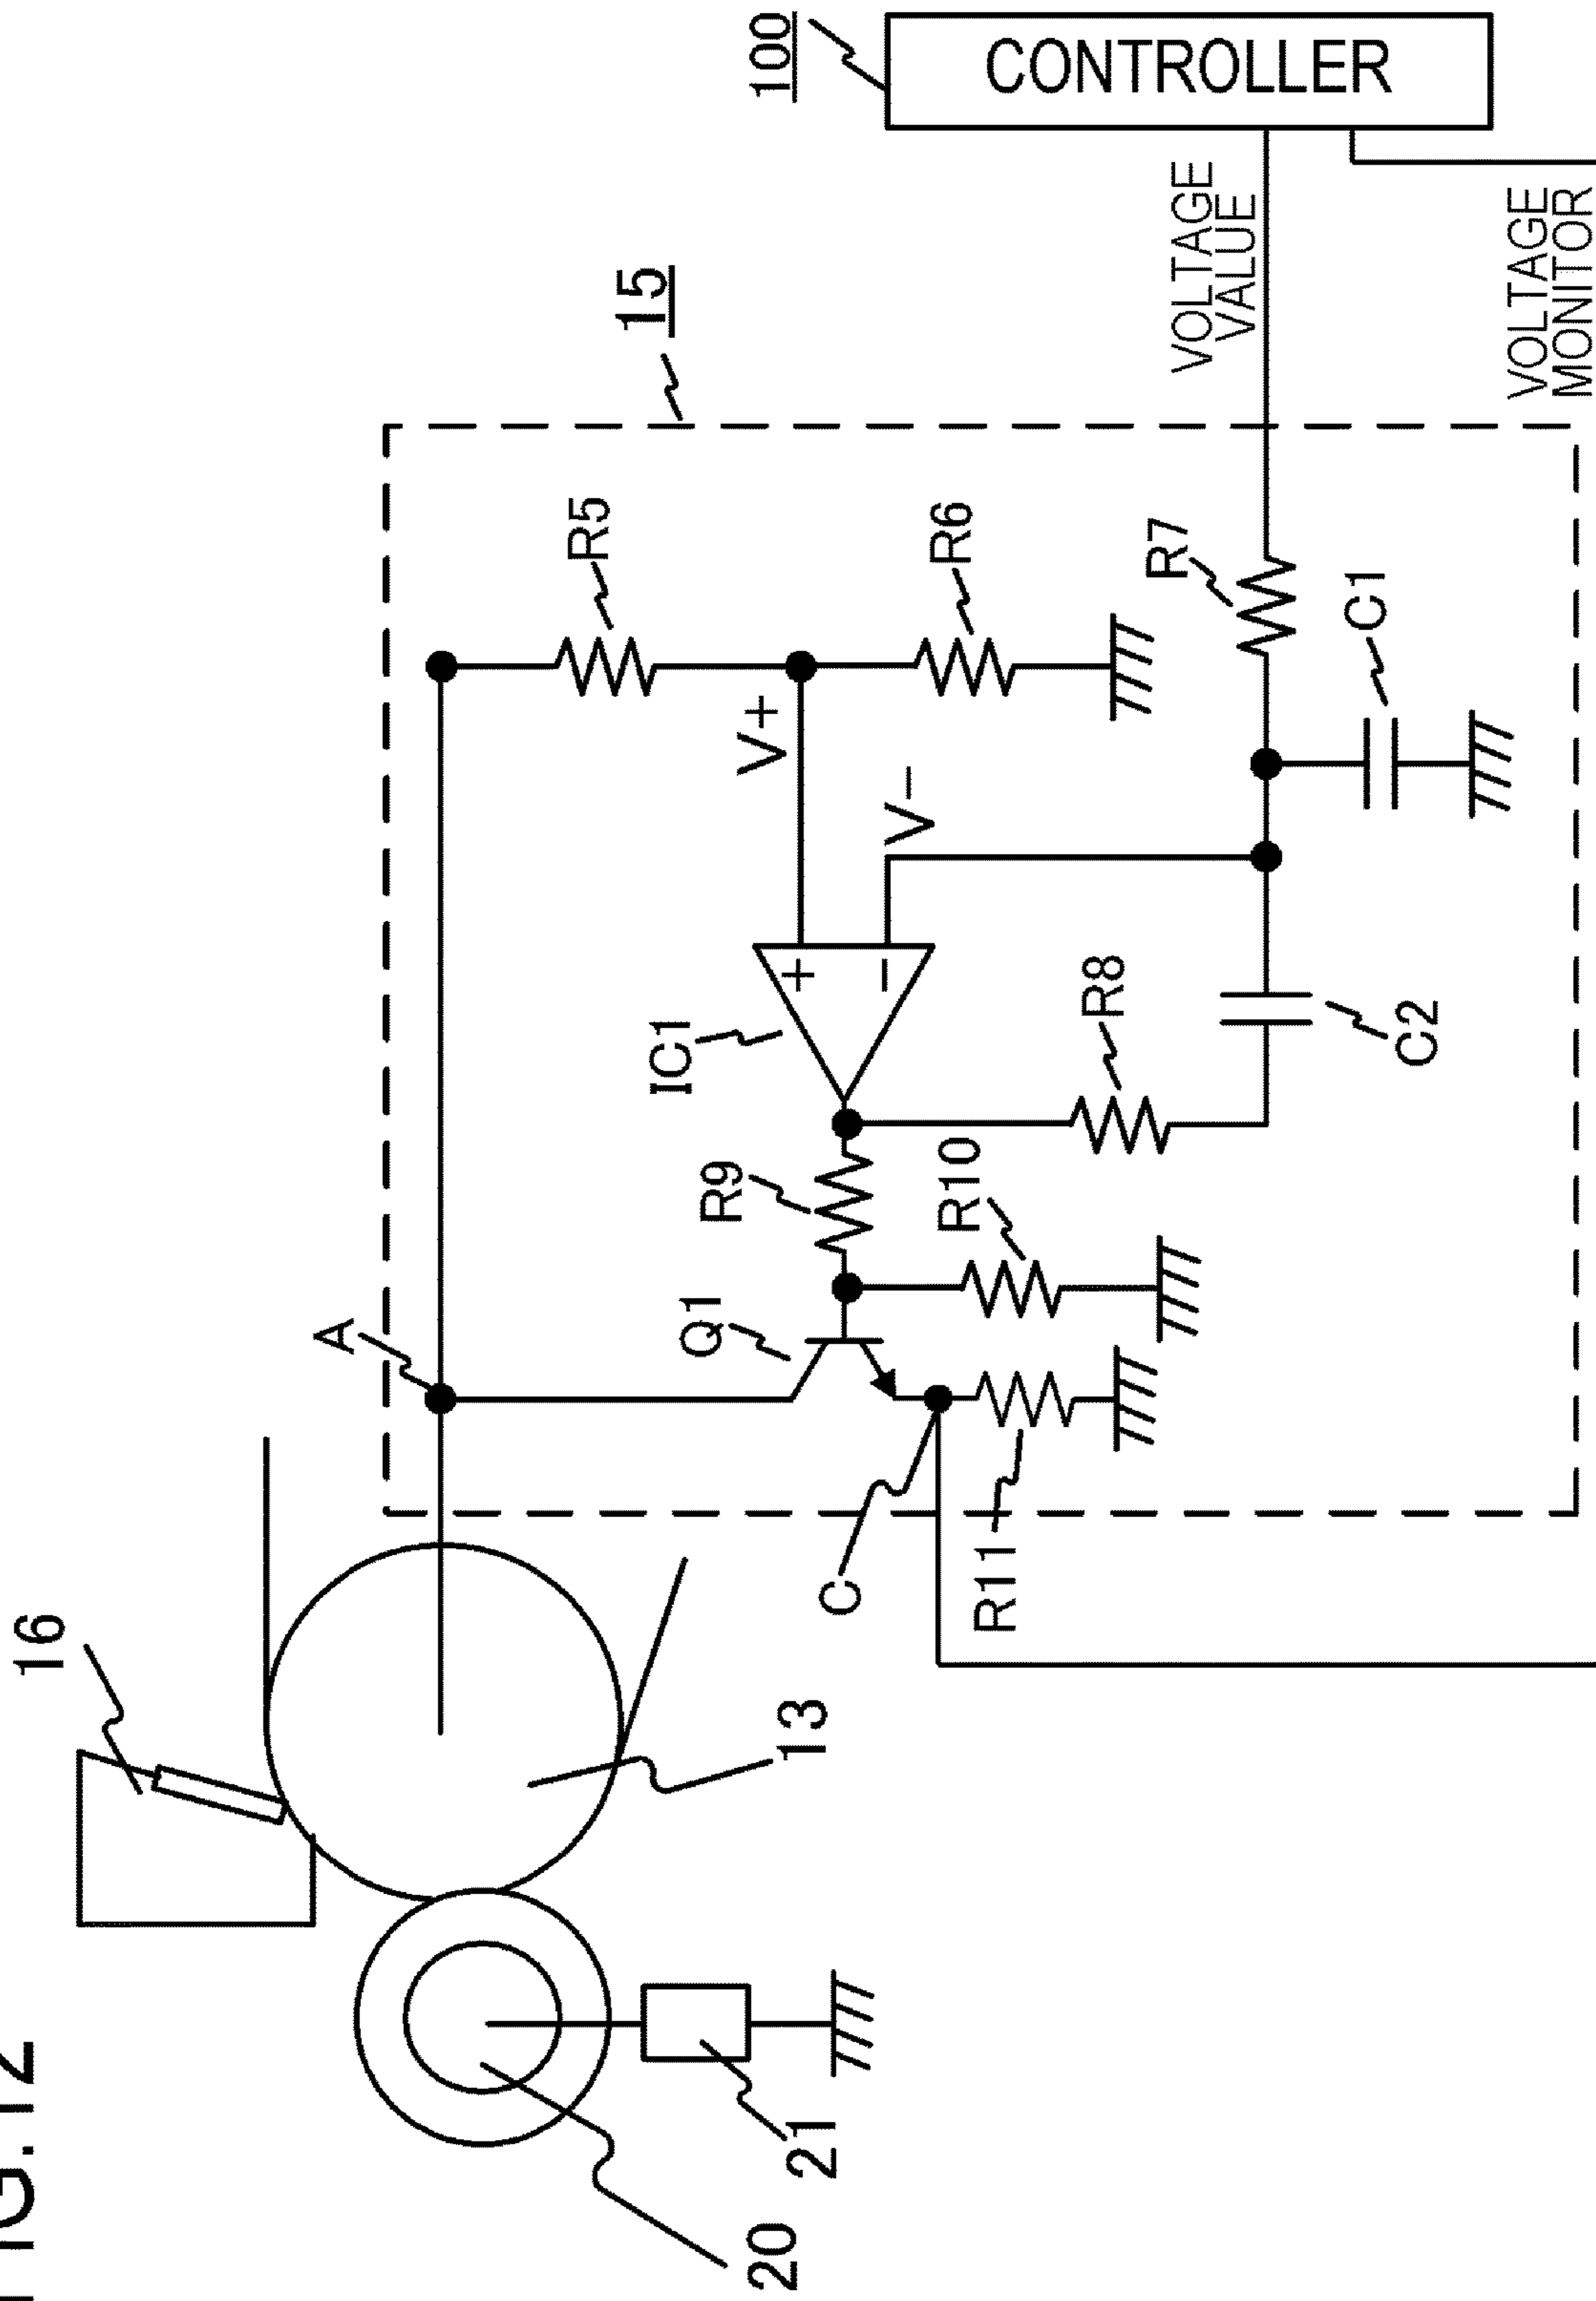 FIG.12
16
20
21
13
A
15
100
CONTROLLER
VOLTAGE
VALUE
VOLTAGE
MONITOR
R5
V+
R6
V−
IC1
+
−
R7
C1
R8
C2
R9
R10
Q1
C
R11